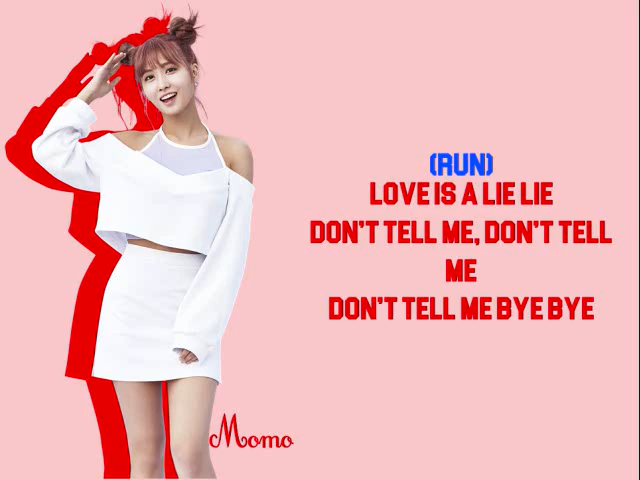 (RUN)
LOVE IS A LIE LIE
DON'T TELL ME, DON'T TELL
ME
DON'T TELL ME BYE BYE
Momo